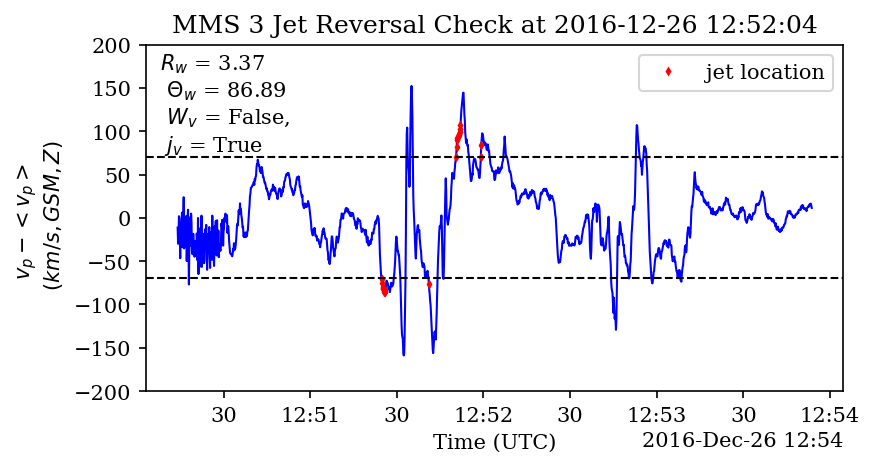 MMS 3 Jet Reversal Check at 2016-12-26 12:52:04
R_w = 3.37
Θ_w = 86.89
W_v = False,
j_v = True
jet location
v_p − <v_p>
(km/s, GSM, Z)
200
150
100
50
0
−50
−100
−150
−200
30 12:51 30 12:52 30 12:53 30 12:54
Time (UTC) 2016-Dec-26 12:54